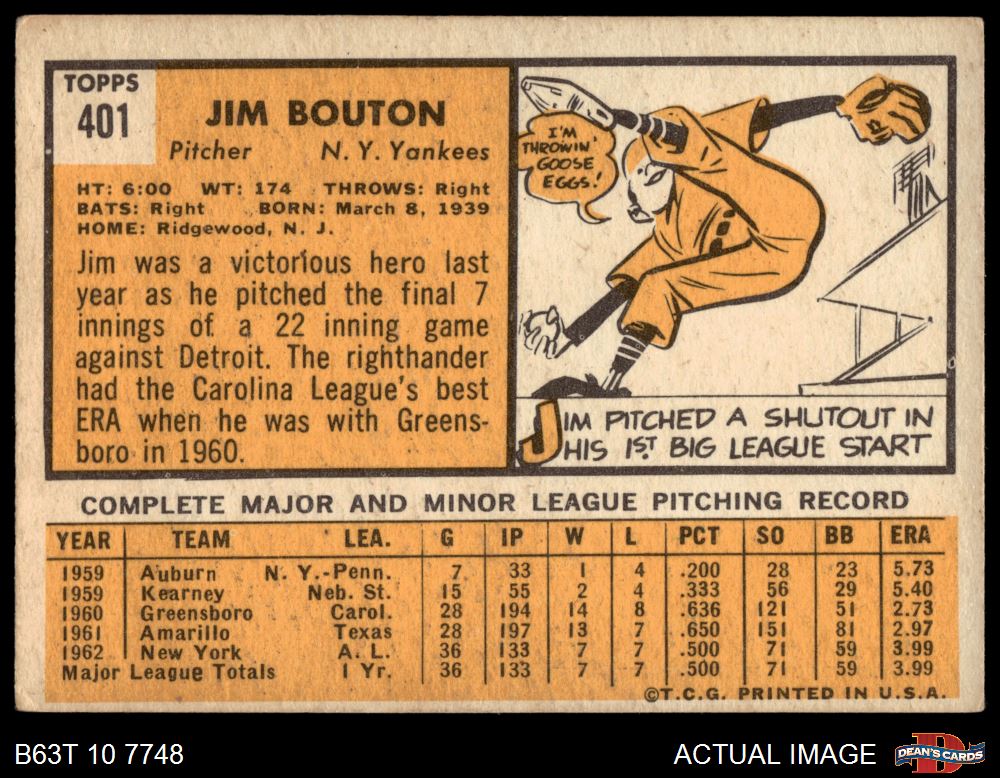 TOPPS
401
JIM BOUTON
Pitcher N. Y. Yankees
HT: 6:00 WT: 174 THROWS: Right
BATS: Right BORN: March 8, 1939
HOME: Ridgewood, N. J.
Jim was a victorious hero last
year as he pitched the final 7
innings of a 22 inning game
against Detroit. The righthander
had the Carolina League's best
ERA when he was with Greens-
boro in 1960.
I'M
THROWIN'
GOOSE
EGGS!
JIM PITCHED A SHUTOUT IN
HIS 1ST. BIG LEAGUE START
COMPLETE MAJOR AND MINOR LEAGUE PITCHING RECORD
YEAR TEAM LEA. G IP W L PCT SO BB ERA
1959 Auburn N. Y.-Penn. 7 33 1 4 .200 28 23 5.73
1959 Kearney Neb. St. 15 55 2 4 .333 56 29 5.40
1960 Greensboro Carol. 28 194 14 8 .636 121 51 2.73
1961 Amarillo Texas 28 197 13 7 .650 151 81 2.97
1962 New York A. L. 36 133 7 7 .500 71 59 3.99
Major League Totals 1 Yr. 36 133 7 7 .500 71 59 3.99
©T.C.G. PRINTED IN U.S.A.
B63T 10 7748 ACTUAL IMAGE DEAN'S CARDS